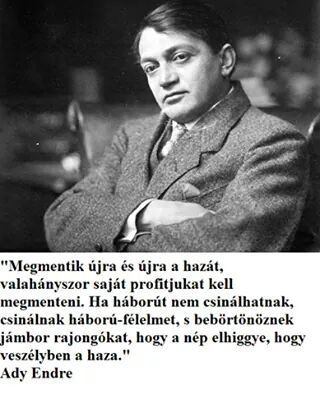 "Megmentik újra és újra a hazát,
valahányszor saját profitjukat kell
megmenteni. Ha háborút nem csinálhatnak,
csinálnak háború-félelmet, s bebörtönöznek
jámbor rajongókat, hogy a nép elhiggye, hogy
veszélyben a haza."
Ady Endre